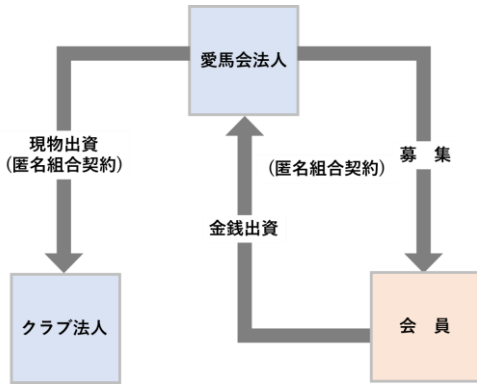 愛馬会法人
現物出資
(匿名組合契約)
(匿名組合契約)
募　集
金銭出資
クラブ法人
会　員